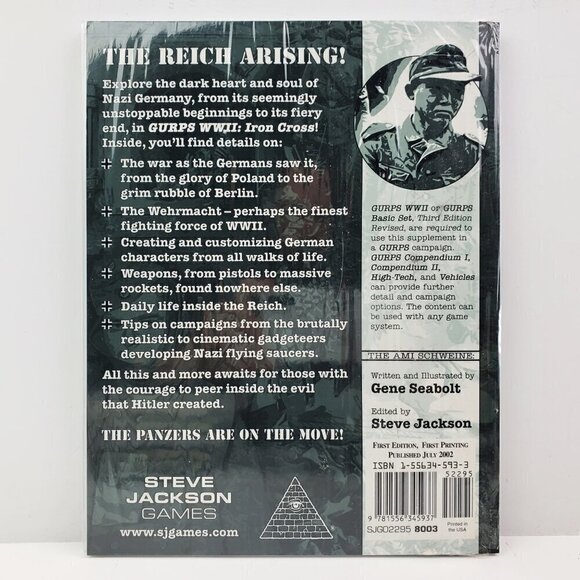 THE REICH ARISING!
Explore the dark heart and soul of
Nazi Germany, from its seemingly
unstoppable beginnings to its fiery
end, in GURPS WWII: Iron Cross!
Inside, you'll find details on:
The war as the Germans saw it,
from the glory of Poland to the
grim rubble of Berlin.
The Wehrmacht – perhaps the finest
fighting force of WWII.
Creating and customizing German
characters from all walks of life.
Weapons, from pistols to massive
rockets, found nowhere else.
Daily life inside the Reich.
Tips on campaigns from the brutally
realistic to cinematic gadgeteers
developing Nazi flying saucers.
All this and more awaits for those with
the courage to peer inside the evil
that Hitler created.
THE PANZERS ARE ON THE MOVE!
STEVE
JACKSON
GAMES
www.sjgames.com
GURPS WWII or GURPS
Basic Set, Third Edition
Revised, are required to
use this supplement in
a GURPS campaign.
GURPS Compendium I,
Compendium II,
High-Tech, and Vehicles
can provide further
detail and campaign
options. The content can
be used with any game
system.
THE AMI SCHWEINE:
Written and Illustrated by
Gene Seabolt
Edited by
Steve Jackson
FIRST EDITION, FIRST PRINTING
PUBLISHED JULY 2002
ISBN 1-55634-593-3
52295
9 781556 345937
SJG02295 8003
Printed in
the USA